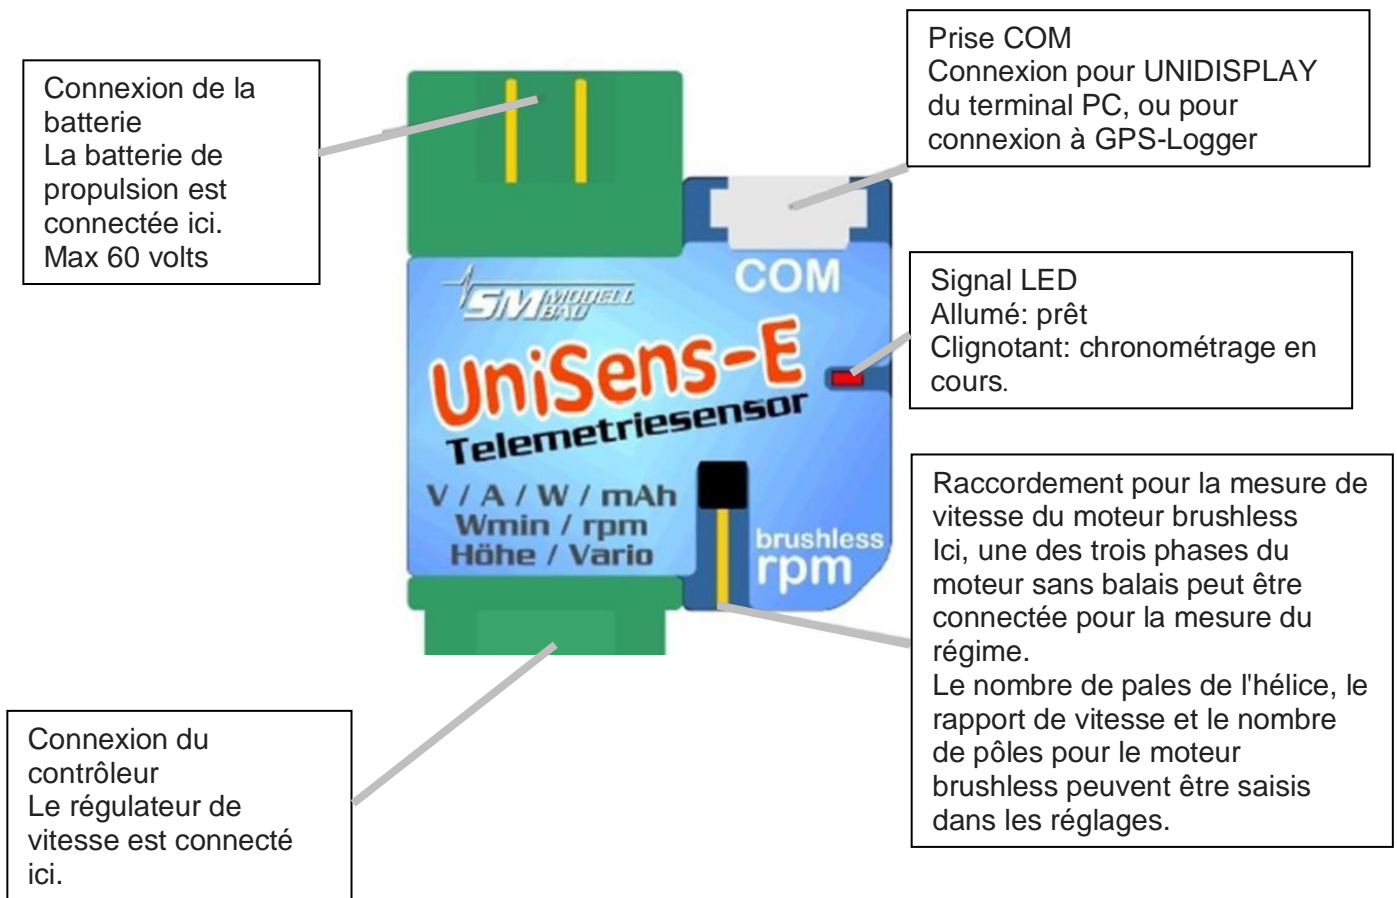 Connexion de la
batterie
La batterie de
propulsion est
connectée ici.
Max 60 volts
Prise COM
Connexion pour UNIDISPLAY
du terminal PC, ou pour
connexion à GPS-Logger
COM
SM MODELL
BAU
UniSens-E
Telemetriesensor
V / A / W / mAh
Wmin / rpm
Höhe / Vario
brushless
rpm
Signal LED
Allumé: prêt
Clignotant: chronométrage en
cours.
Raccordement pour la mesure de
vitesse du moteur brushless
Ici, une des trois phases du
moteur sans balais peut être
connectée pour la mesure du
régime.
Le nombre de pales de l'hélice, le
rapport de vitesse et le nombre
de pôles pour le moteur
brushless peuvent être saisis
dans les réglages.
Connexion du
contrôleur
Le régulateur de
vitesse est connecté
ici.